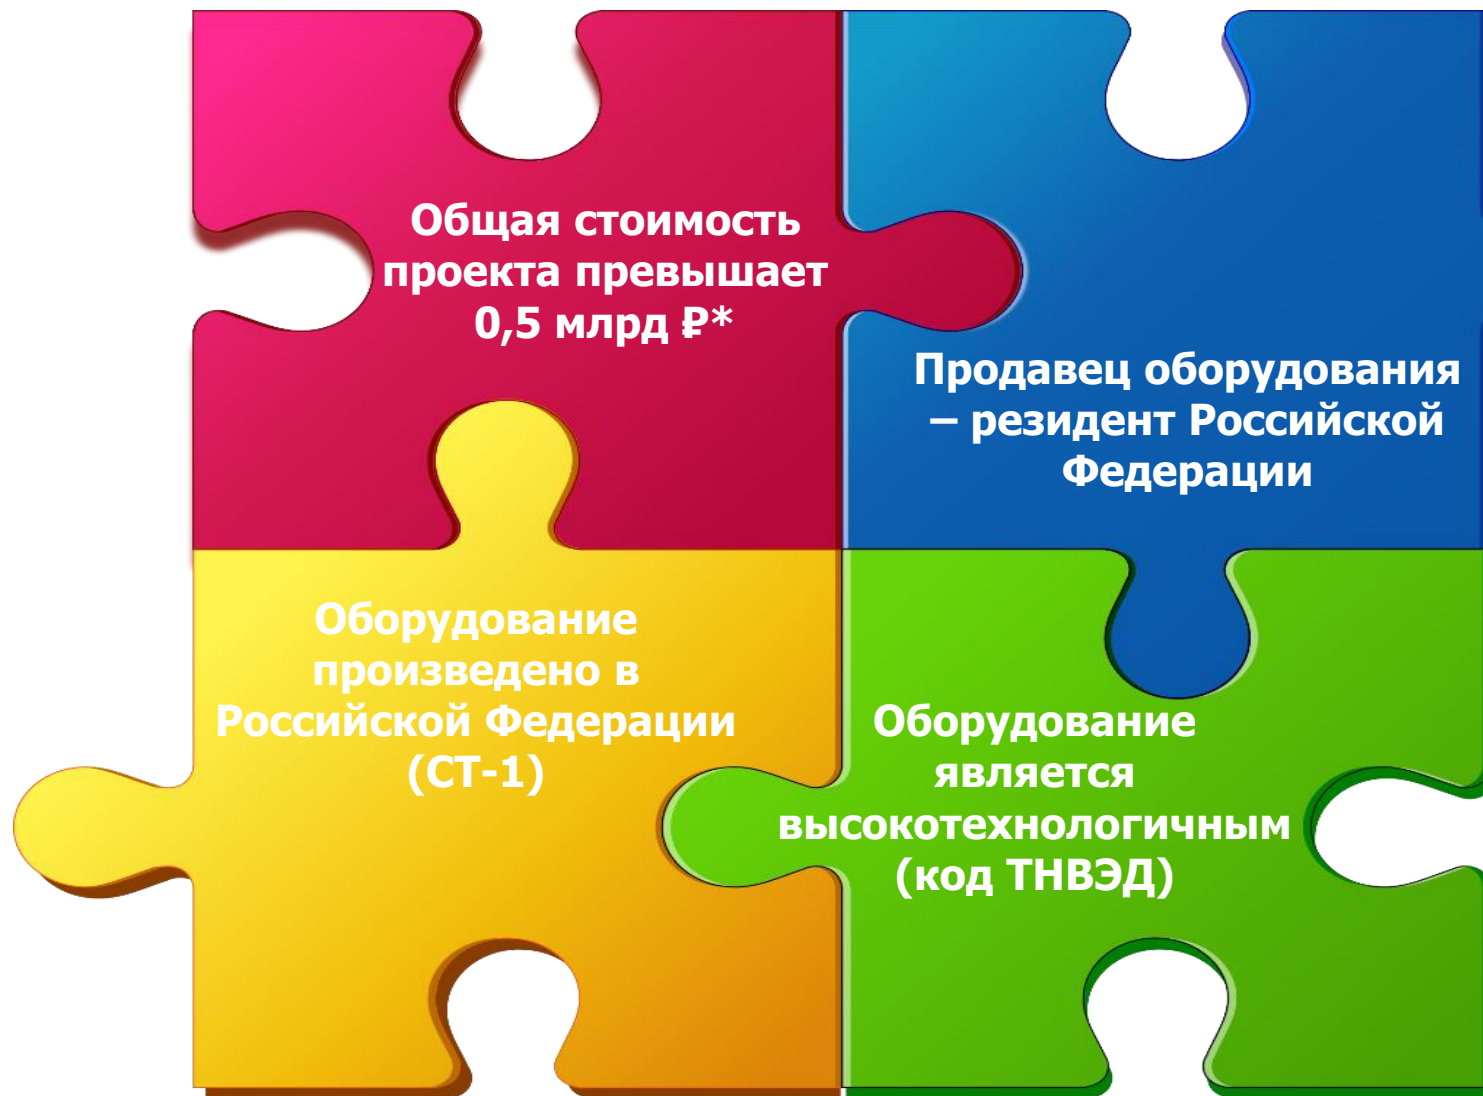 Общая стоимость
проекта превышает
0,5 млрд ₽*
Продавец оборудования
– резидент Российской
Федерации
Оборудование
произведено в
Российской Федерации
(СТ-1)
Оборудование
является
высокотехнологичным
(код ТНВЭД)